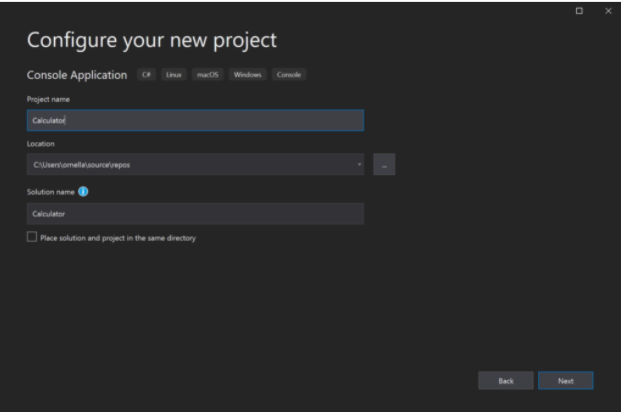 Configure your new project
Console Application C# Linux macOS Windows Console
Project name
Calculator
Location
C:\Users\ornella\source\repos
...
Solution name
Calculator
Place solution and project in the same directory
Back Next